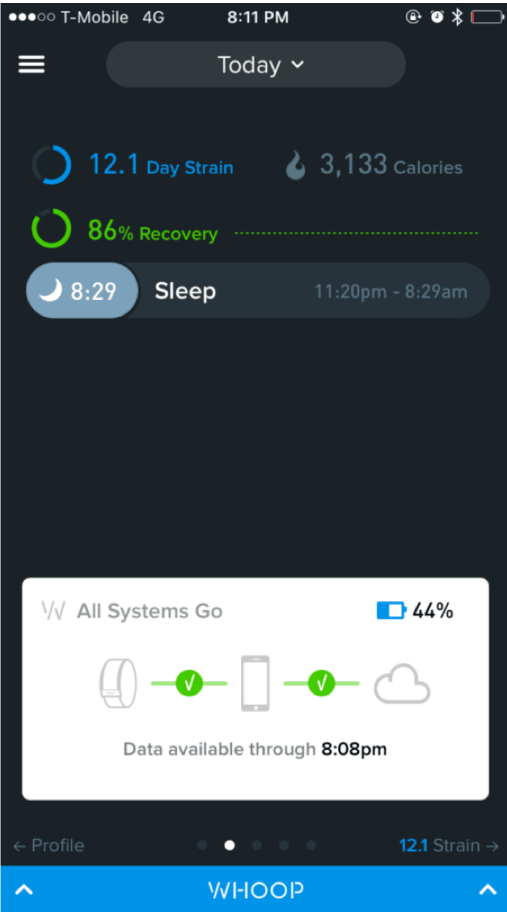 T-Mobile 4G 8:11 PM
Today
12.1 Day Strain 3,133 Calories
86% Recovery
8:29 Sleep 11:20pm - 8:29am
All Systems Go 44%
Data available through 8:08pm
← Profile 12.1 Strain →
WHOOP